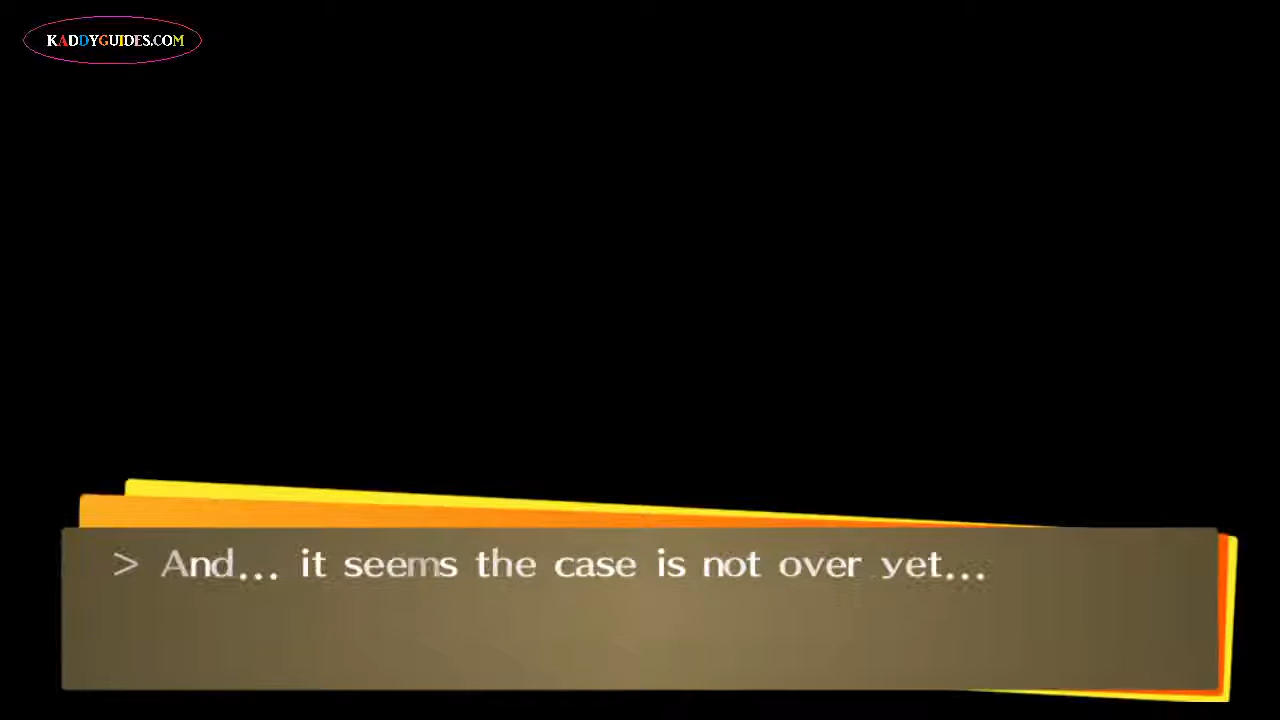 KADDYGUIDES.COM
> And... it seems the case is not over yet...